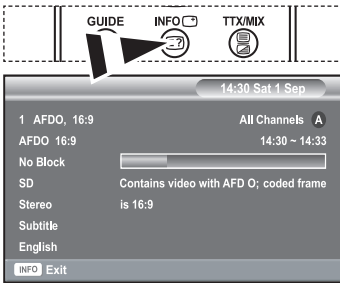 GUIDE INFO TTX/MIX
?
14:30 Sat 1 Sep
1 AFDO, 16:9 All Channels A
AFDO 16:9 14:30 ~ 14:33
No Block
SD Contains video with AFD O; coded frame
Stereo is 16:9
Subtitle
English
INFO Exit